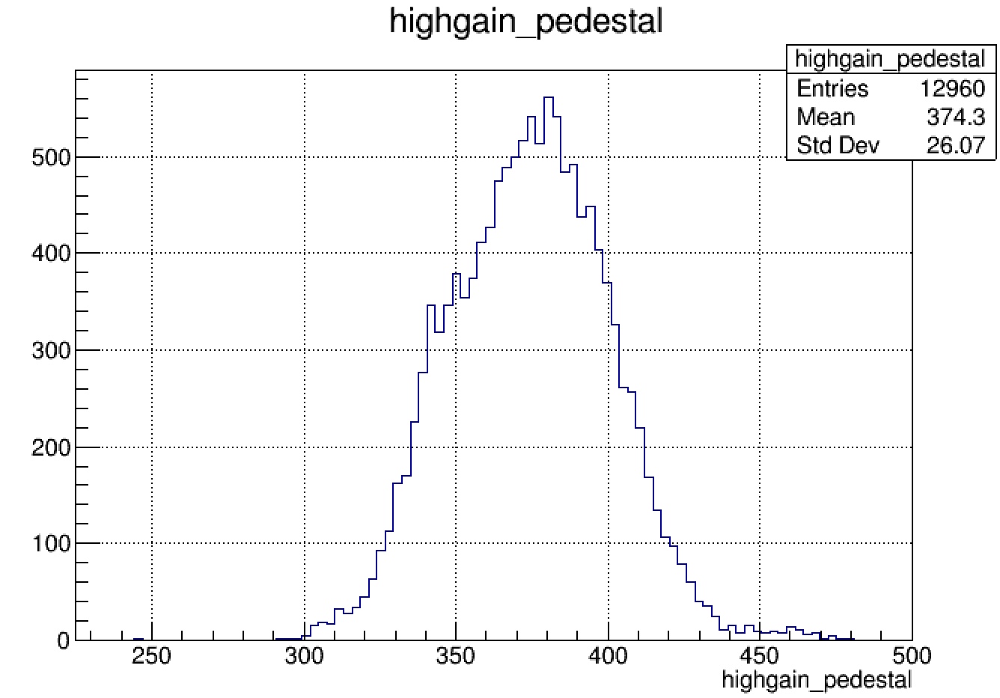 highgain_pedestal
highgain_pedestal
Entries 12960
Mean 374.3
Std Dev 26.07
500
400
300
200
100
0
250 300 350 400 450 500
highgain_pedestal